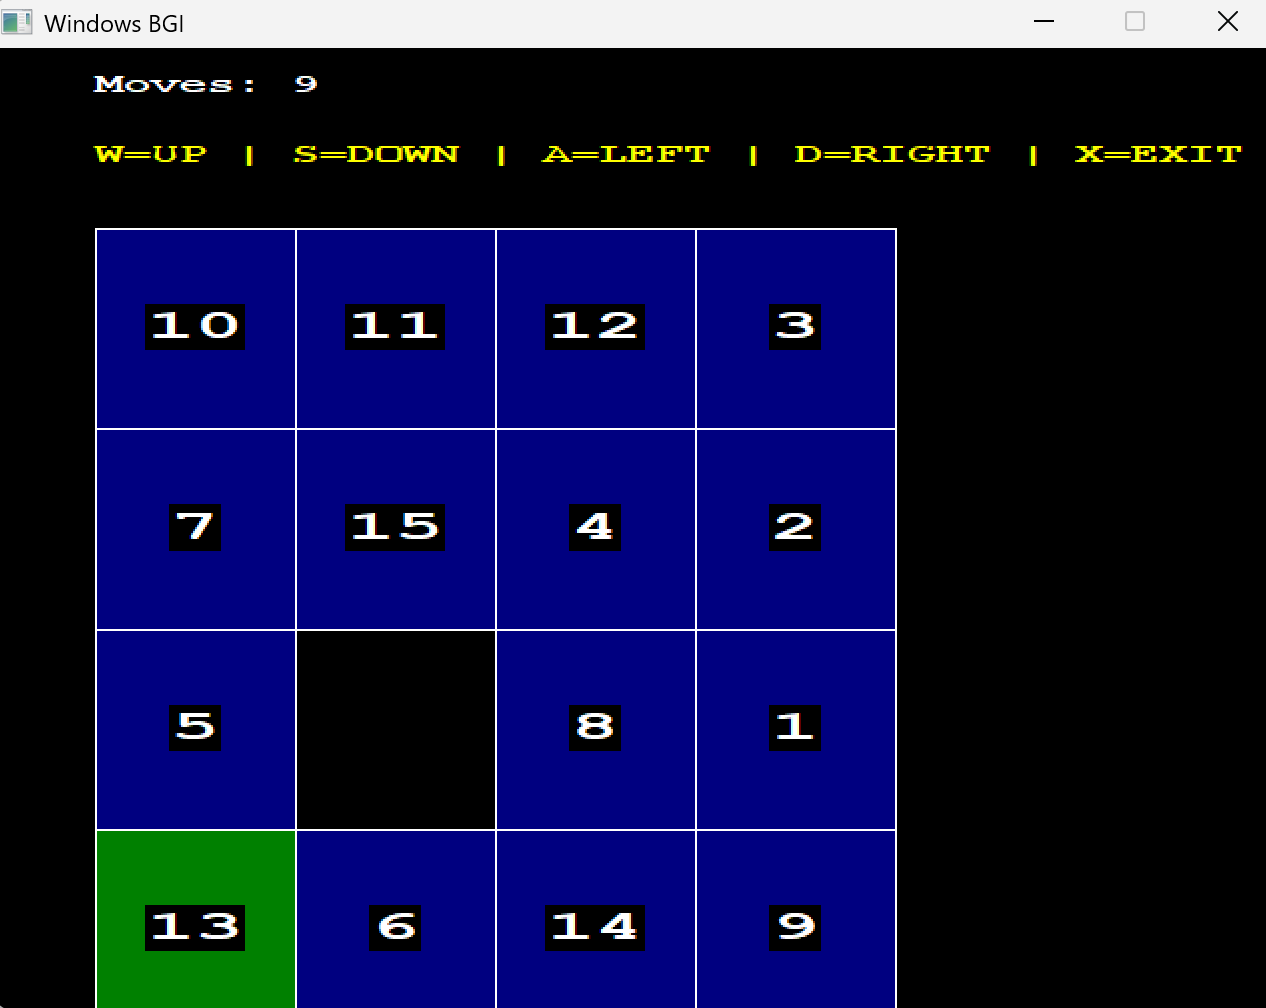 Windows BGI
Moves: 9
W=UP | S=DOWN | A=LEFT | D=RIGHT | X=EXIT
10 11 12 3
7 15 4 2
5 8 1
13 6 14 9